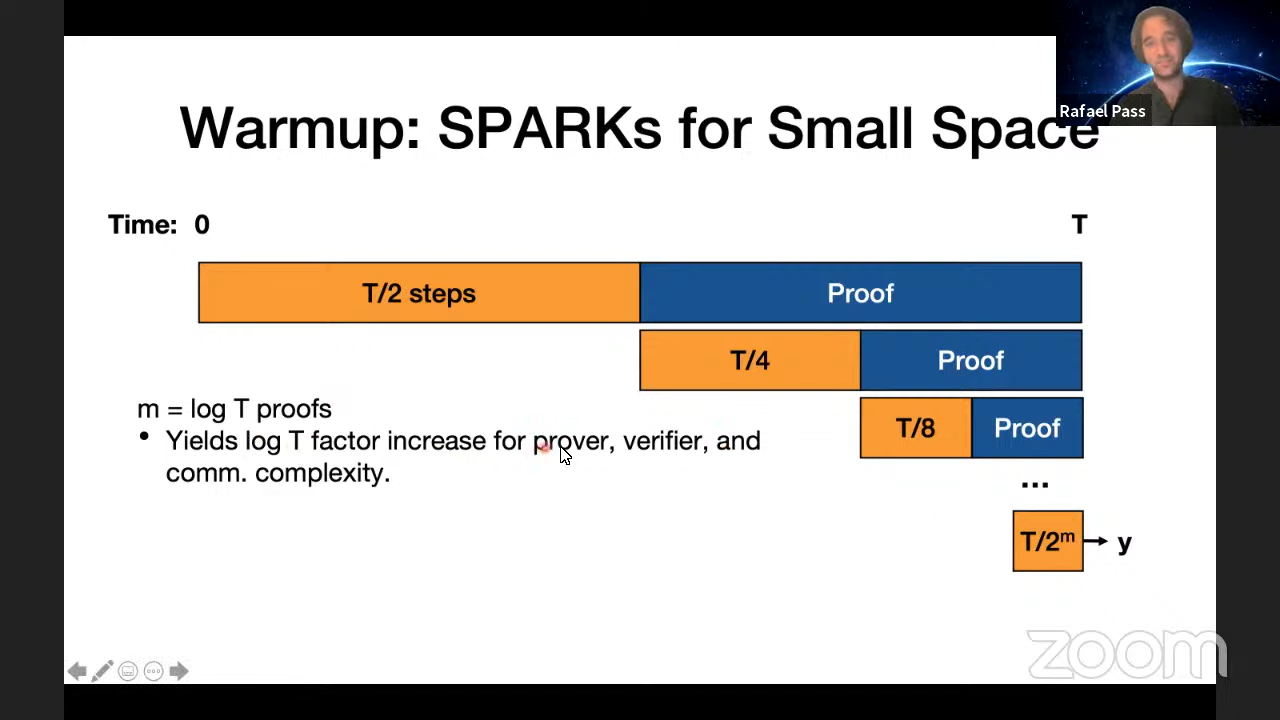 Rafael Pass
Warmup: SPARKs for Small Space
Time: 0
T
T/2 steps
Proof
T/4
Proof
m = log T proofs
• Yields log T factor increase for prover, verifier, and
comm. complexity.
T/8
Proof
...
T/2ᵐ
y
zoom